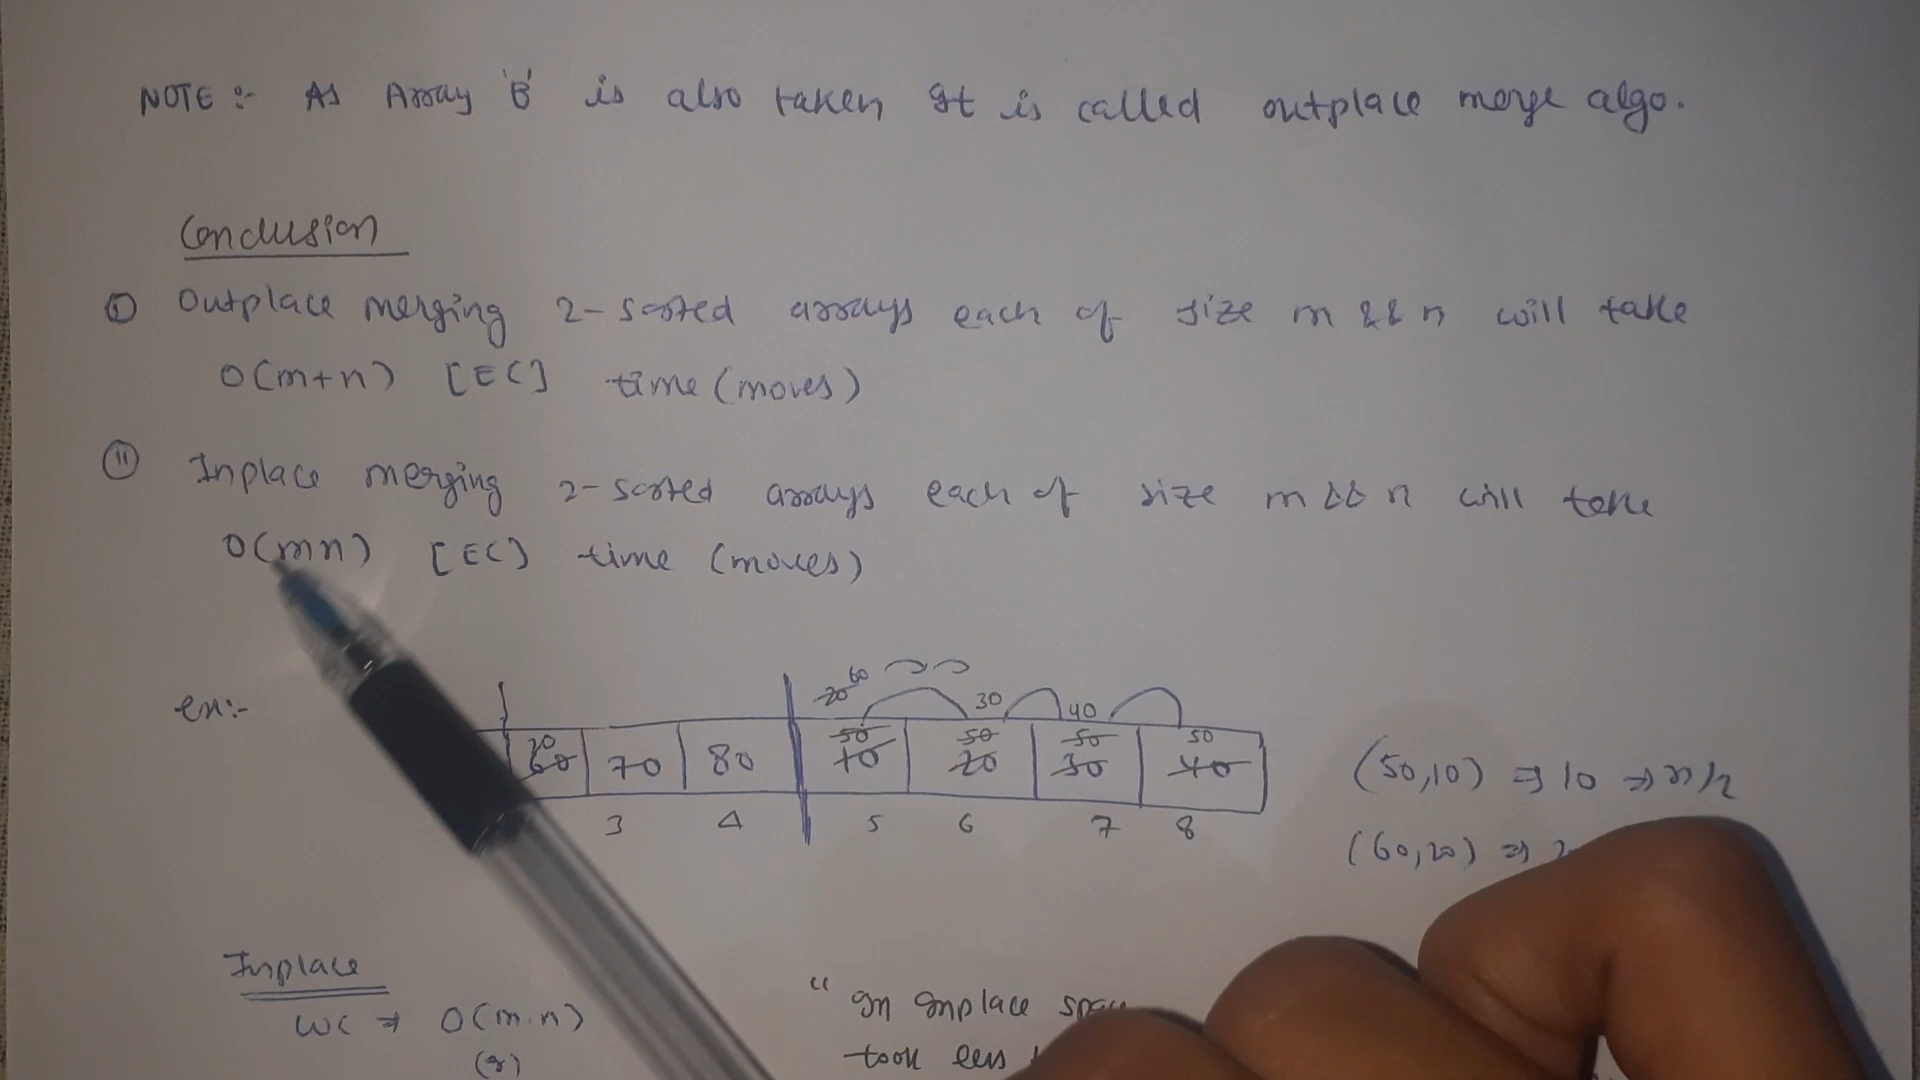 NOTE :- As Array 'B' is also taken It is called outplace merge algo.
Conclusion
(i) Outplace merging 2-sorted arrays each of size m && n will take
O(m+n) [EC] time (moves)
(ii) Inplace merging 2-sorted arrays each of size m && n will take
O(mn) [EC] time (moves)
20 60
30 40
ex:-
20 50 50 50 50
60 70 80 10 20 30 40
3 4 5 6 7 8
(50,10) ⇒ 10 ⇒ n/2
(60,20) ⇒
Inplace
WC ⇒ O(m.n)
"In Inplace
took less